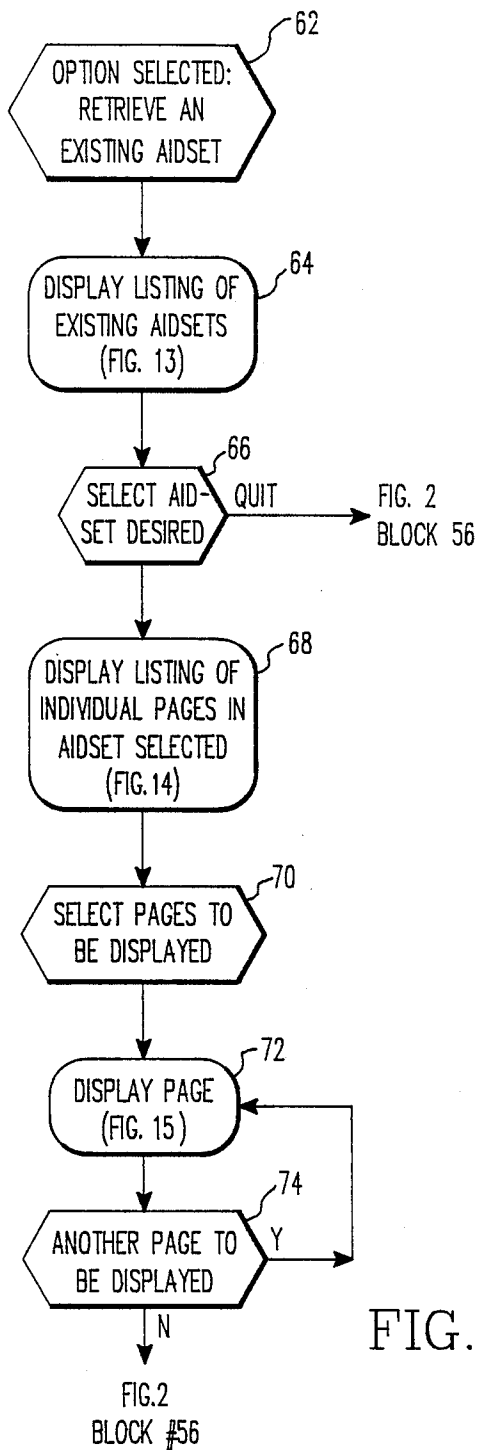 62
OPTION SELECTED:
RETRIEVE AN
EXISTING AIDSET
64
DISPLAY LISTING OF
EXISTING AIDSETS
(FIG. 13)
66
SELECT AID-
SET DESIRED
QUIT
FIG. 2
BLOCK 56
68
DISPLAY LISTING OF
INDIVIDUAL PAGES IN
AIDSET SELECTED
(FIG.14)
70
SELECT PAGES TO
BE DISPLAYED
72
DISPLAY PAGE
(FIG. 15)
74
ANOTHER PAGE TO
BE DISPLAYED
Y
N
FIG.
FIG.2
BLOCK #56